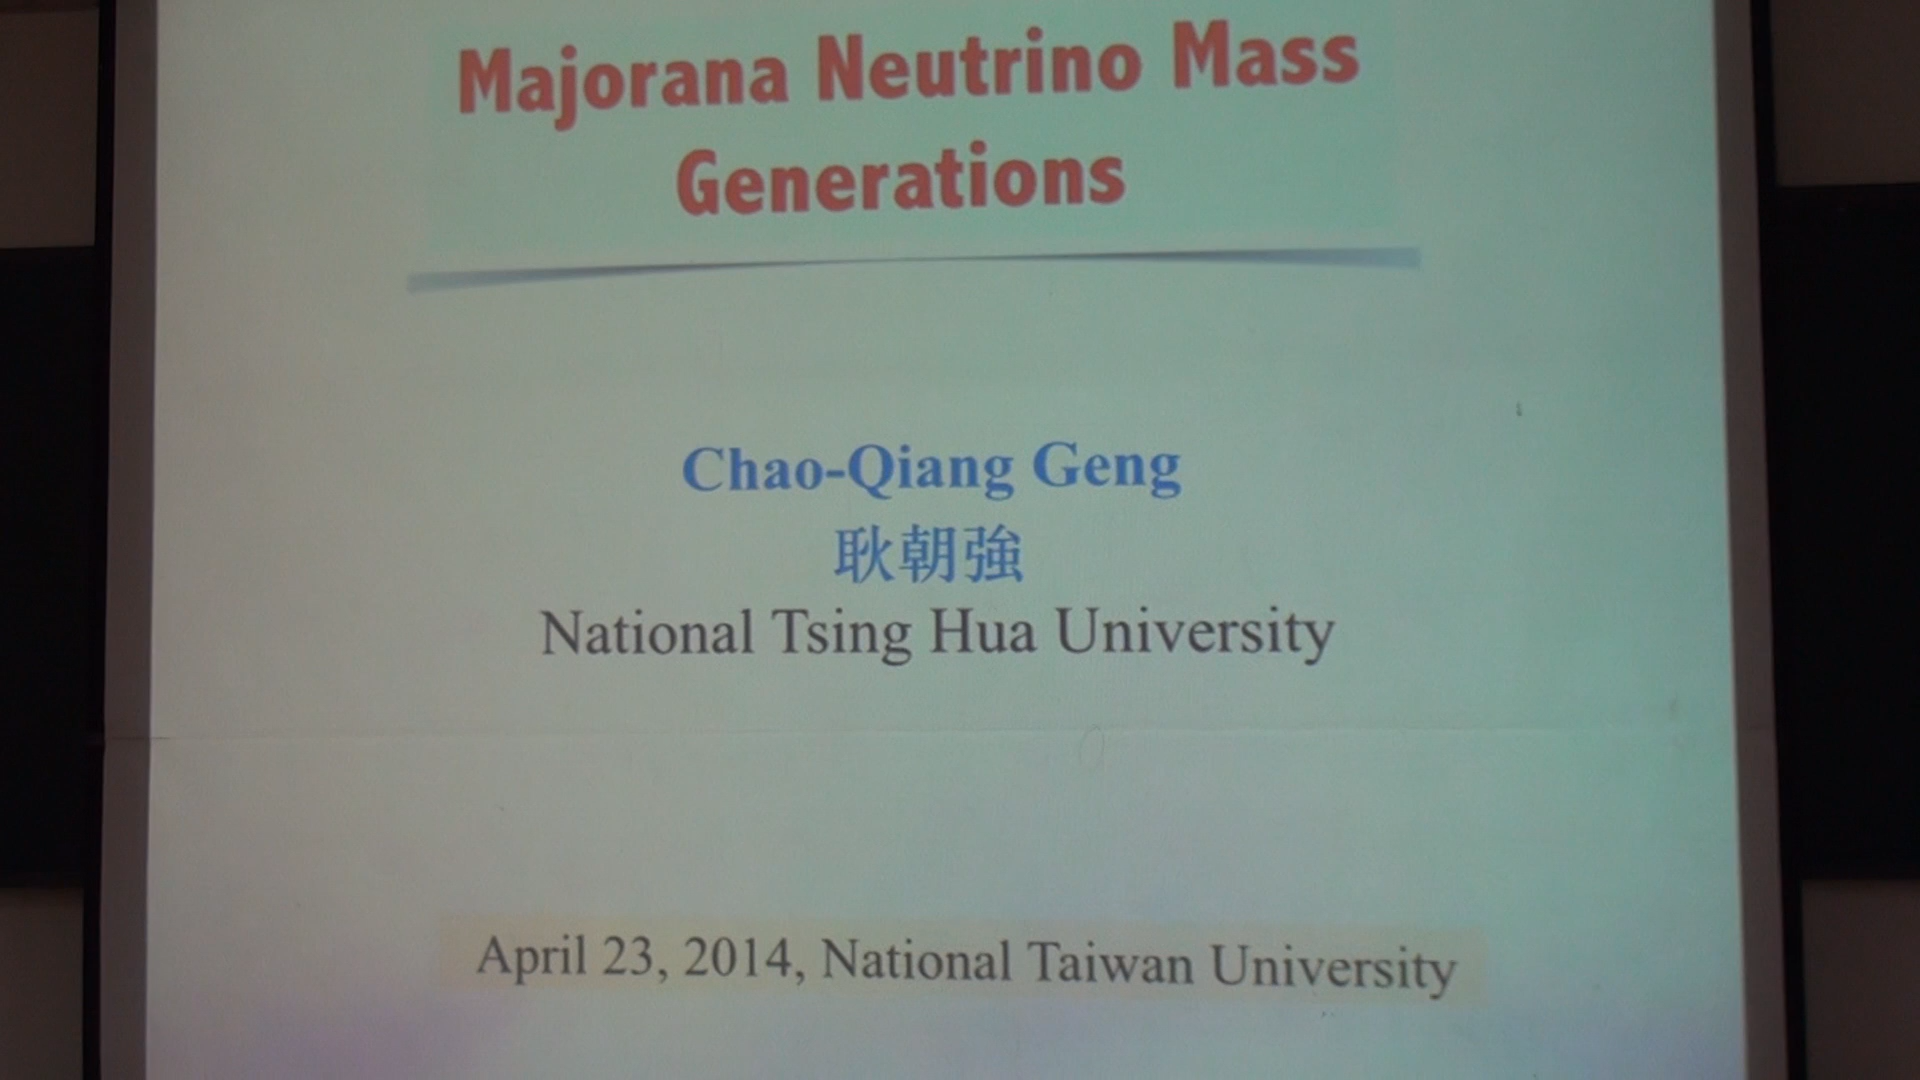 Majorana Neutrino Mass
Generations
Chao-Qiang Geng
耿朝強
National Tsing Hua University
April 23, 2014, National Taiwan University